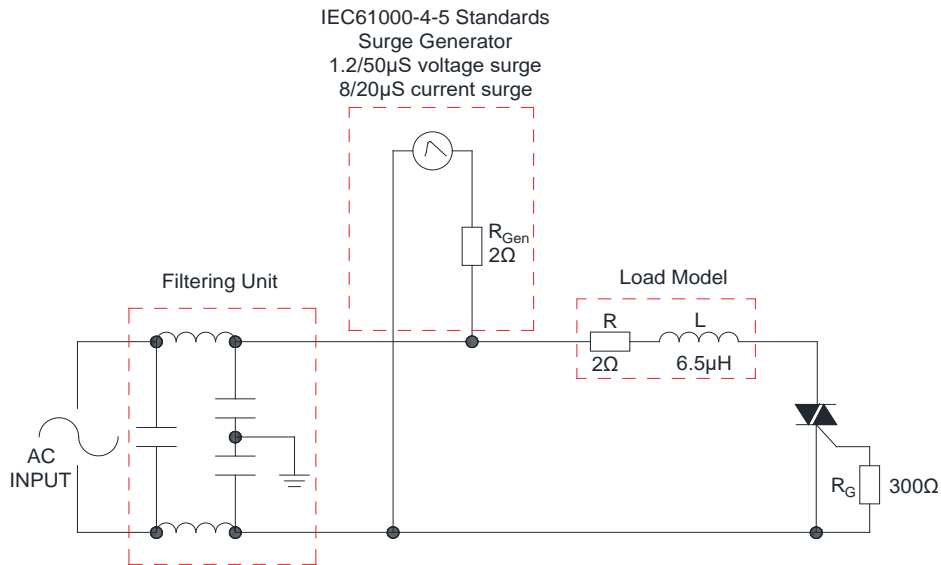 IEC61000-4-5 Standards
Surge Generator
1.2/50μS voltage surge
8/20μS current surge
RGen
2Ω
Filtering Unit
Load Model
R
L
2Ω
6.5μH
AC
INPUT
RG
300Ω